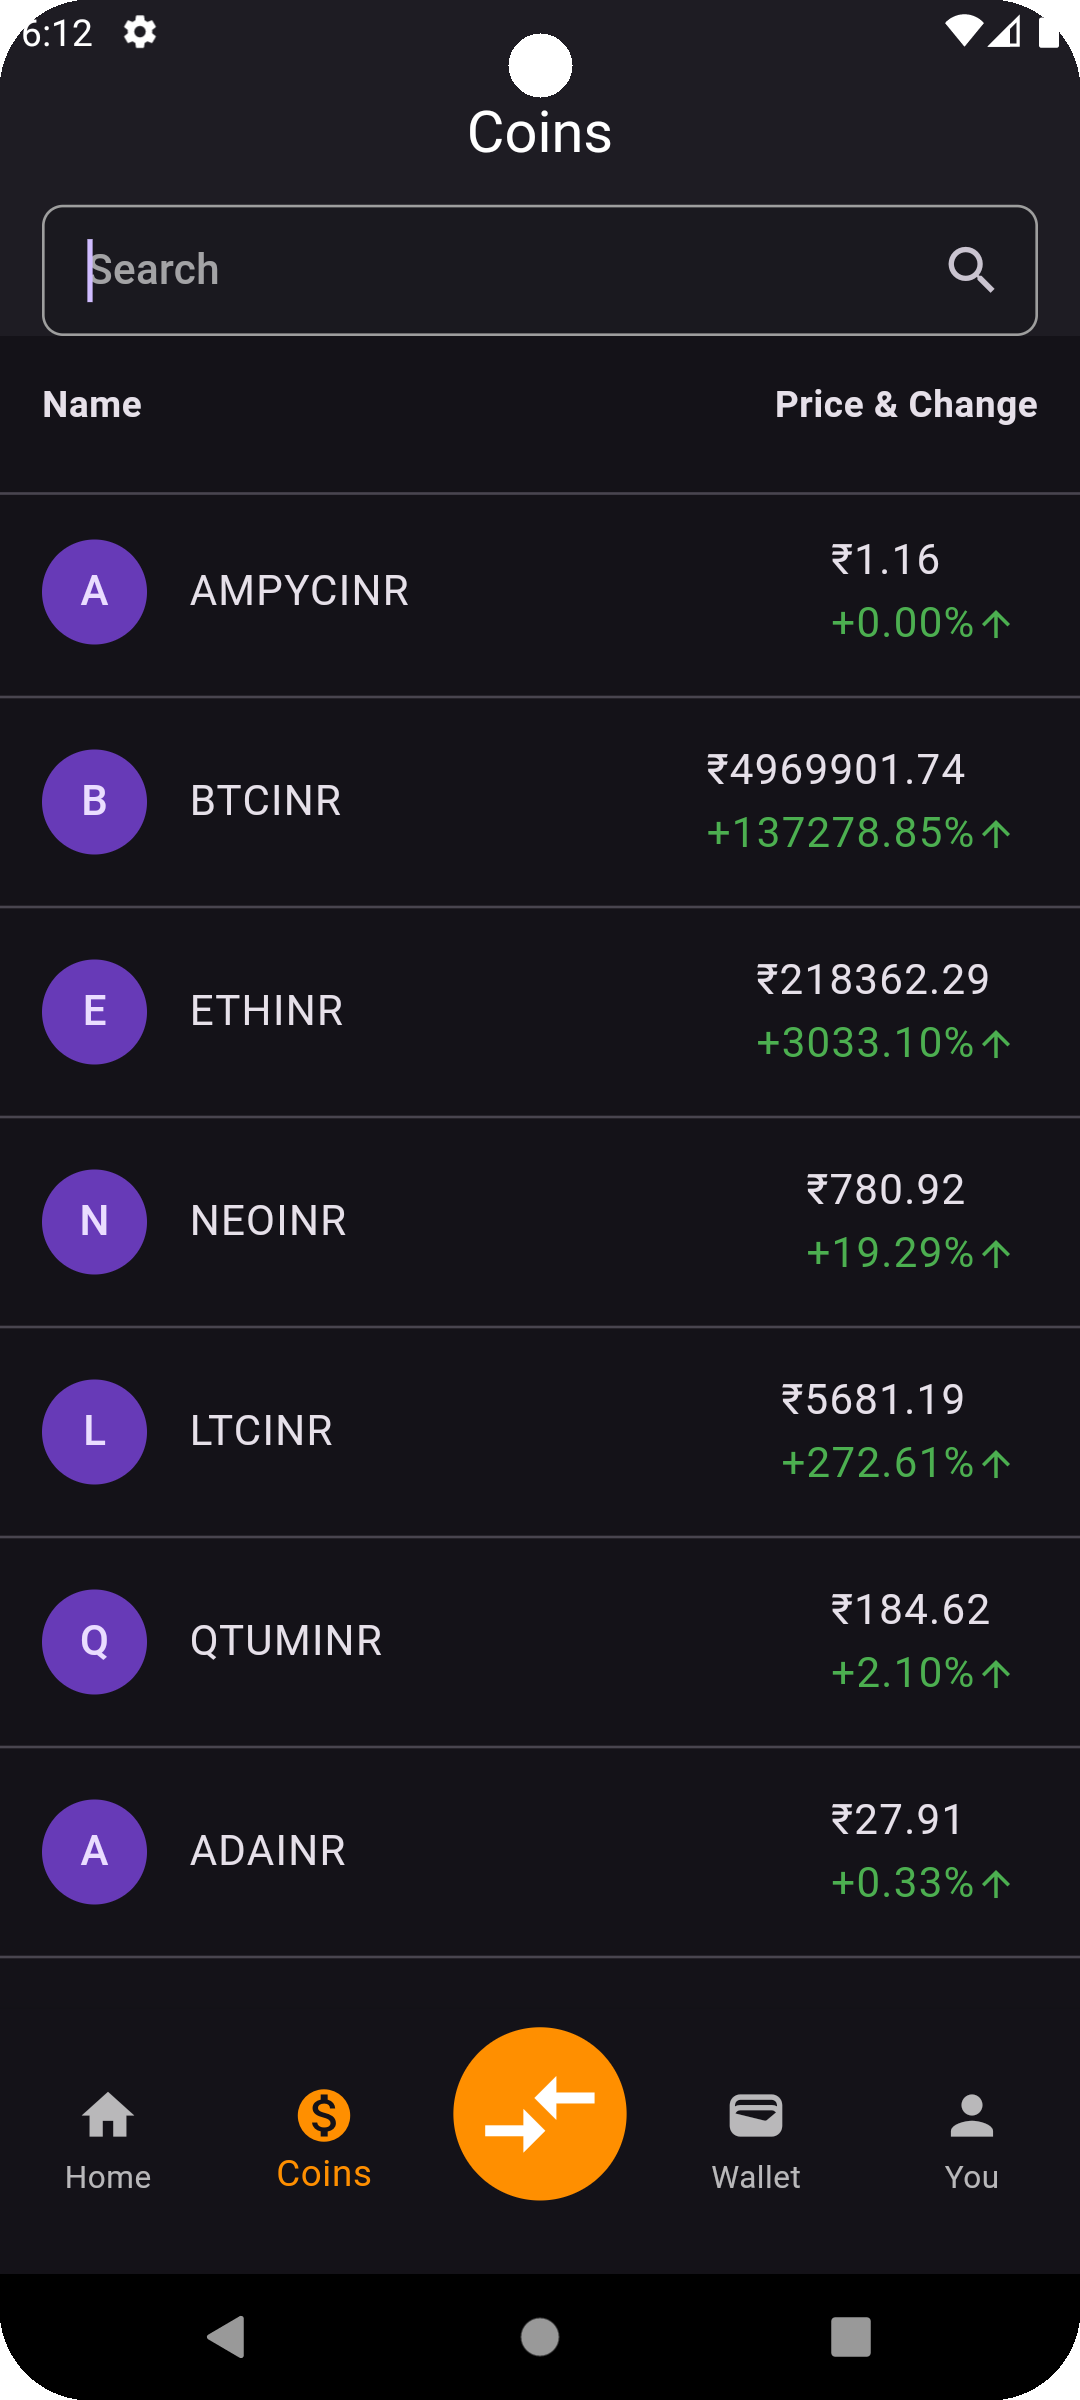 6:12
Coins
Search
Name Price & Change
A AMPYCINR ₹1.16
+0.00%↑
B BTCINR ₹4969901.74
+137278.85%↑
E ETHINR ₹218362.29
+3033.10%↑
N NEOINR ₹780.92
+19.29%↑
L LTCINR ₹5681.19
+272.61%↑
Q QTUMINR ₹184.62
+2.10%↑
A ADAINR ₹27.91
+0.33%↑
Home Coins Wallet You